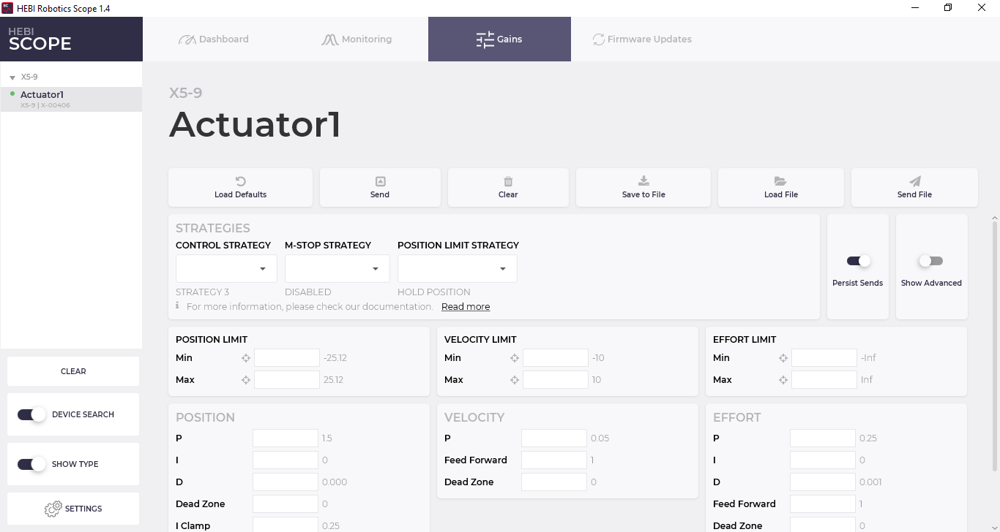 HEBI Robotics Scope 1.4
HEBI
SCOPE
Dashboard
Monitoring
Gains
Firmware Updates
X5-9
Actuator1
X5-9 | X-00406
CLEAR
DEVICE SEARCH
SHOW TYPE
SETTINGS
X5-9
Actuator1
Load Defaults
Send
Clear
Save to File
Load File
Send File
STRATEGIES
CONTROL STRATEGY
M-STOP STRATEGY
POSITION LIMIT STRATEGY
STRATEGY 3
DISABLED
HOLD POSITION
For more information, please check our documentation. Read more
Persist Sends
Show Advanced
POSITION LIMIT
Min -25.12
Max 25.12
VELOCITY LIMIT
Min -10
Max 10
EFFORT LIMIT
Min -Inf
Max Inf
POSITION
P 1.5
I 0
D 0.000
Dead Zone 0
I Clamp 0.25
VELOCITY
P 0.05
Feed Forward 1
Dead Zone 0
EFFORT
P 0.25
I 0
D 0.001
Feed Forward 1
Dead Zone 0